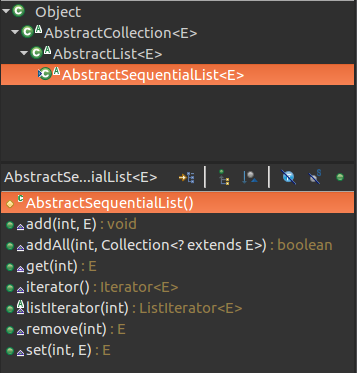 Object
AbstractCollection<E>
AbstractList<E>
AbstractSequentialList<E>
AbstractSe...ialList<E>
AbstractSequentialList()
add(int, E) : void
addAll(int, Collection<? extends E>) : boolean
get(int) : E
iterator() : Iterator<E>
listIterator(int) : ListIterator<E>
remove(int) : E
set(int, E) : E